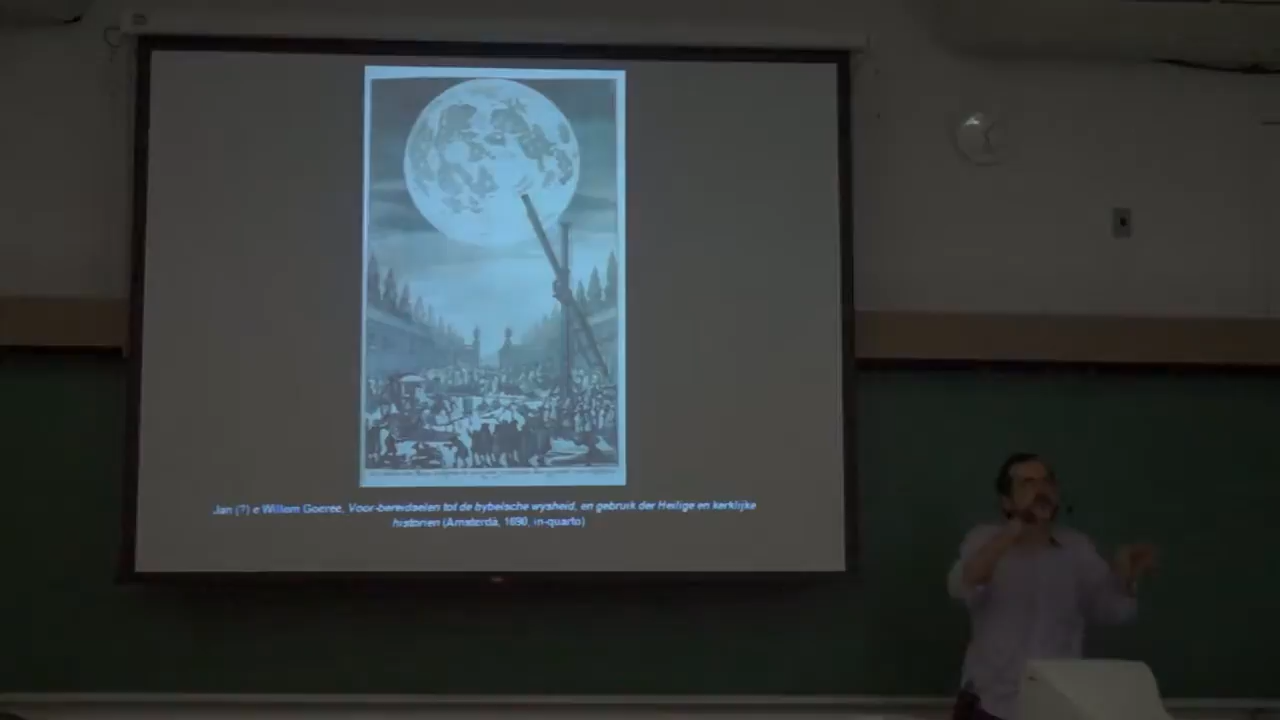 Jan (?) e Willem Goeree, Voor-bereidselen tot de bybelsche wysheid, en gebruik der Heilige en kerklijke
historien (Amsterdã, 1690, in-quarto)